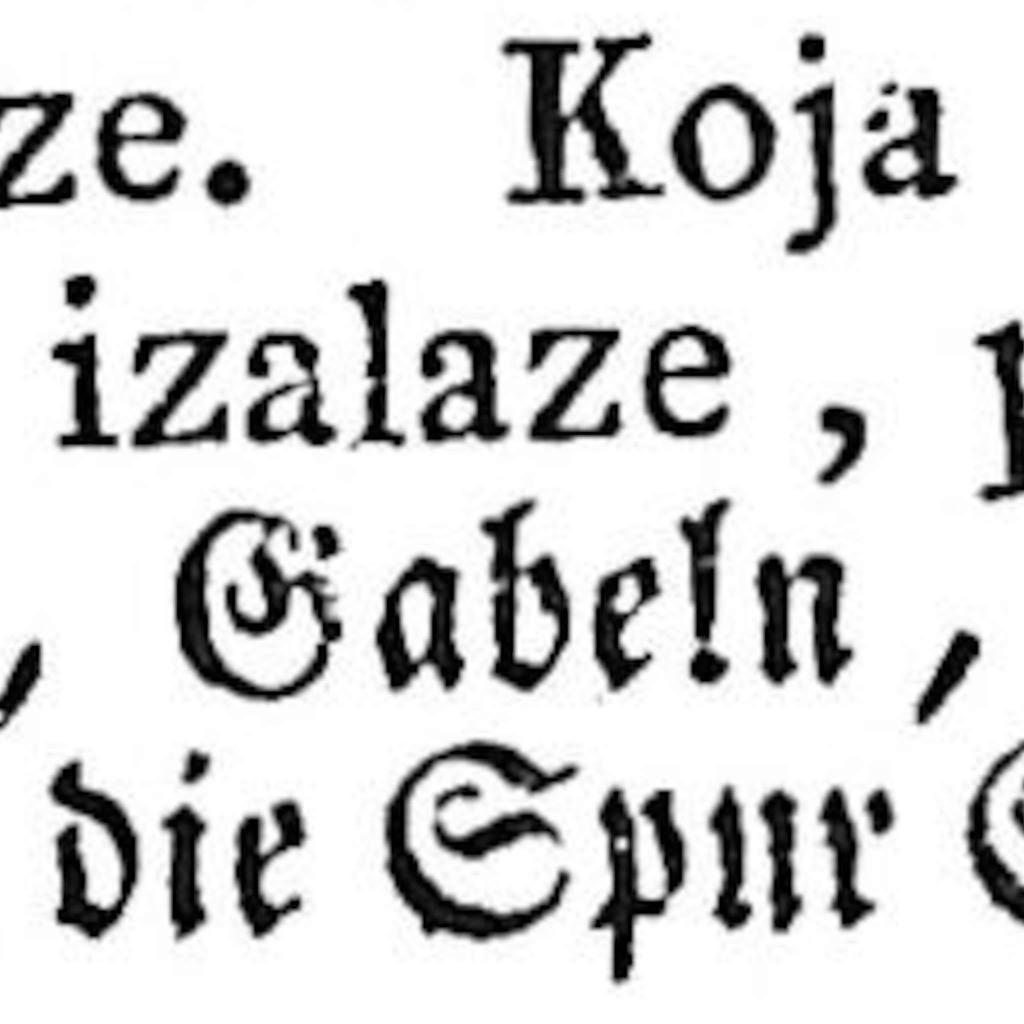 ze. Koja
izalaze,
, Gabeln,
die Spur